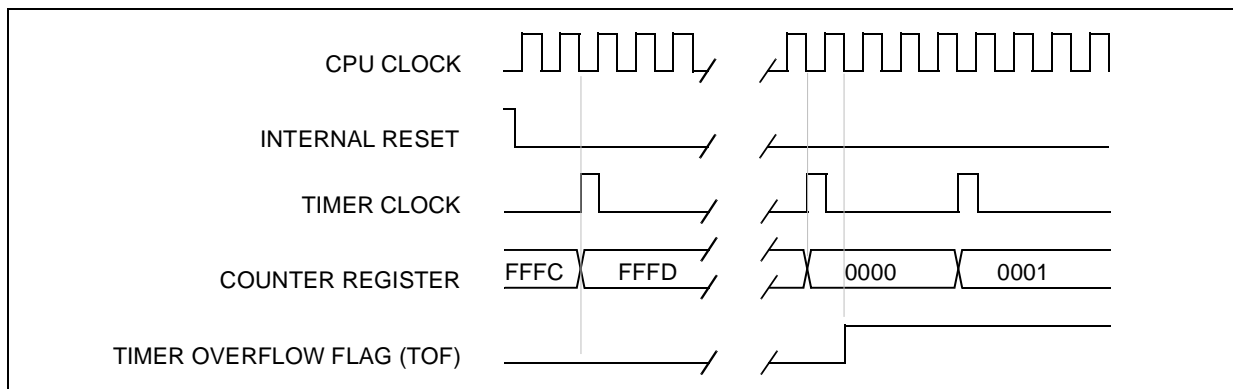 CPU CLOCK
INTERNAL RESET
TIMER CLOCK
COUNTER REGISTER FFFC FFFD 0000 0001
TIMER OVERFLOW FLAG (TOF)